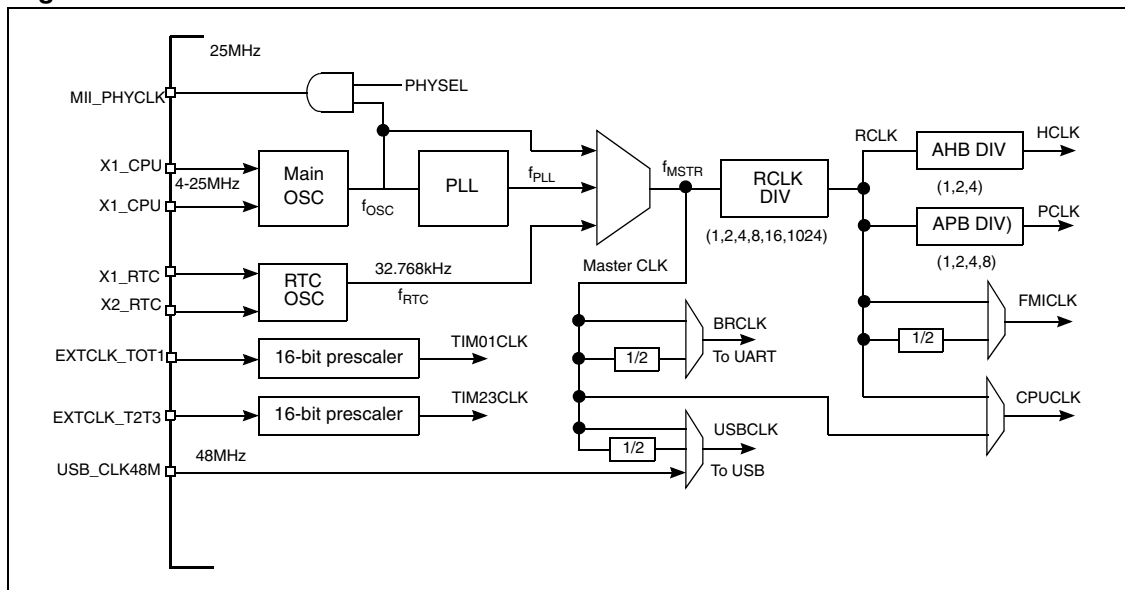 25MHz
MII_PHYCLK
PHYSEL
X1_CPU
4-25MHz
X1_CPU
Main
OSC
fOSC
PLL
fPLL
fMSTR
RCLK
DIV
(1,2,4,8,16,1024)
RCLK
AHB DIV
HCLK
(1,2,4)
APB DIV)
PCLK
(1,2,4,8)
X1_RTC
X2_RTC
RTC
OSC
32.768kHz
fRTC
Master CLK
EXTCLK_T0T1
16-bit prescaler
TIM01CLK
EXTCLK_T2T3
16-bit prescaler
TIM23CLK
USB_CLK48M
48MHz
1/2
BRCLK
To UART
1/2
USBCLK
To USB
1/2
FMICLK
CPUCLK